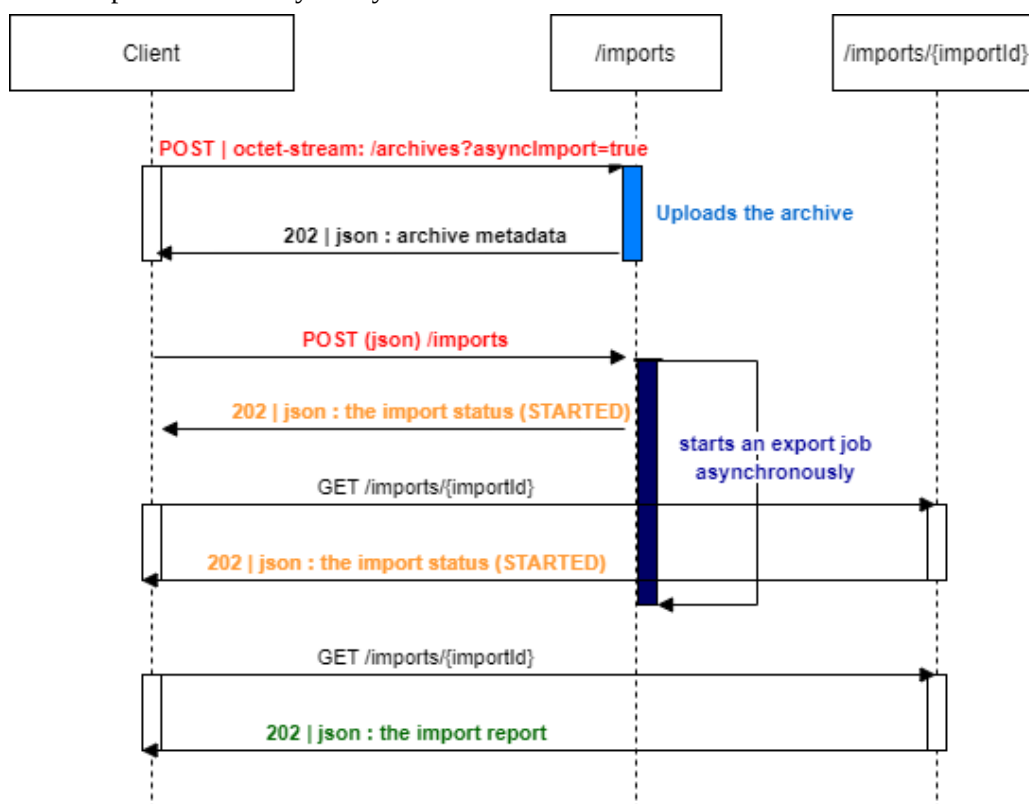 Client
/imports
/imports/{importId}
POST | octet-stream: /archives?asyncImport=true
Uploads the archive
202 | json : archive metadata
POST (json) /imports
202 | json : the import status (STARTED)
starts an export job
asynchronously
GET /imports/{importId}
202 | json : the import status (STARTED)
GET /imports/{importId}
202 | json : the import report